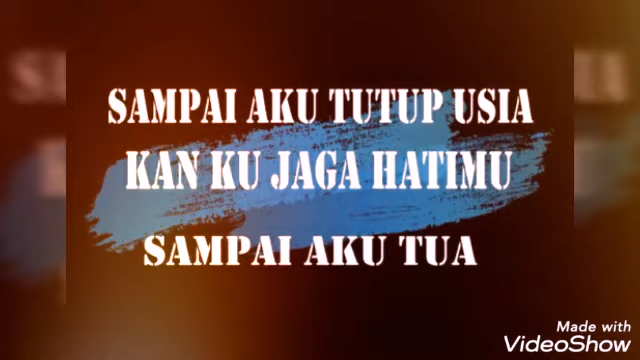 SAMPAI AKU TUTUP USIA
KAN KU JAGA HATIMU
SAMPAI AKU TUA
Made with
VideoShow